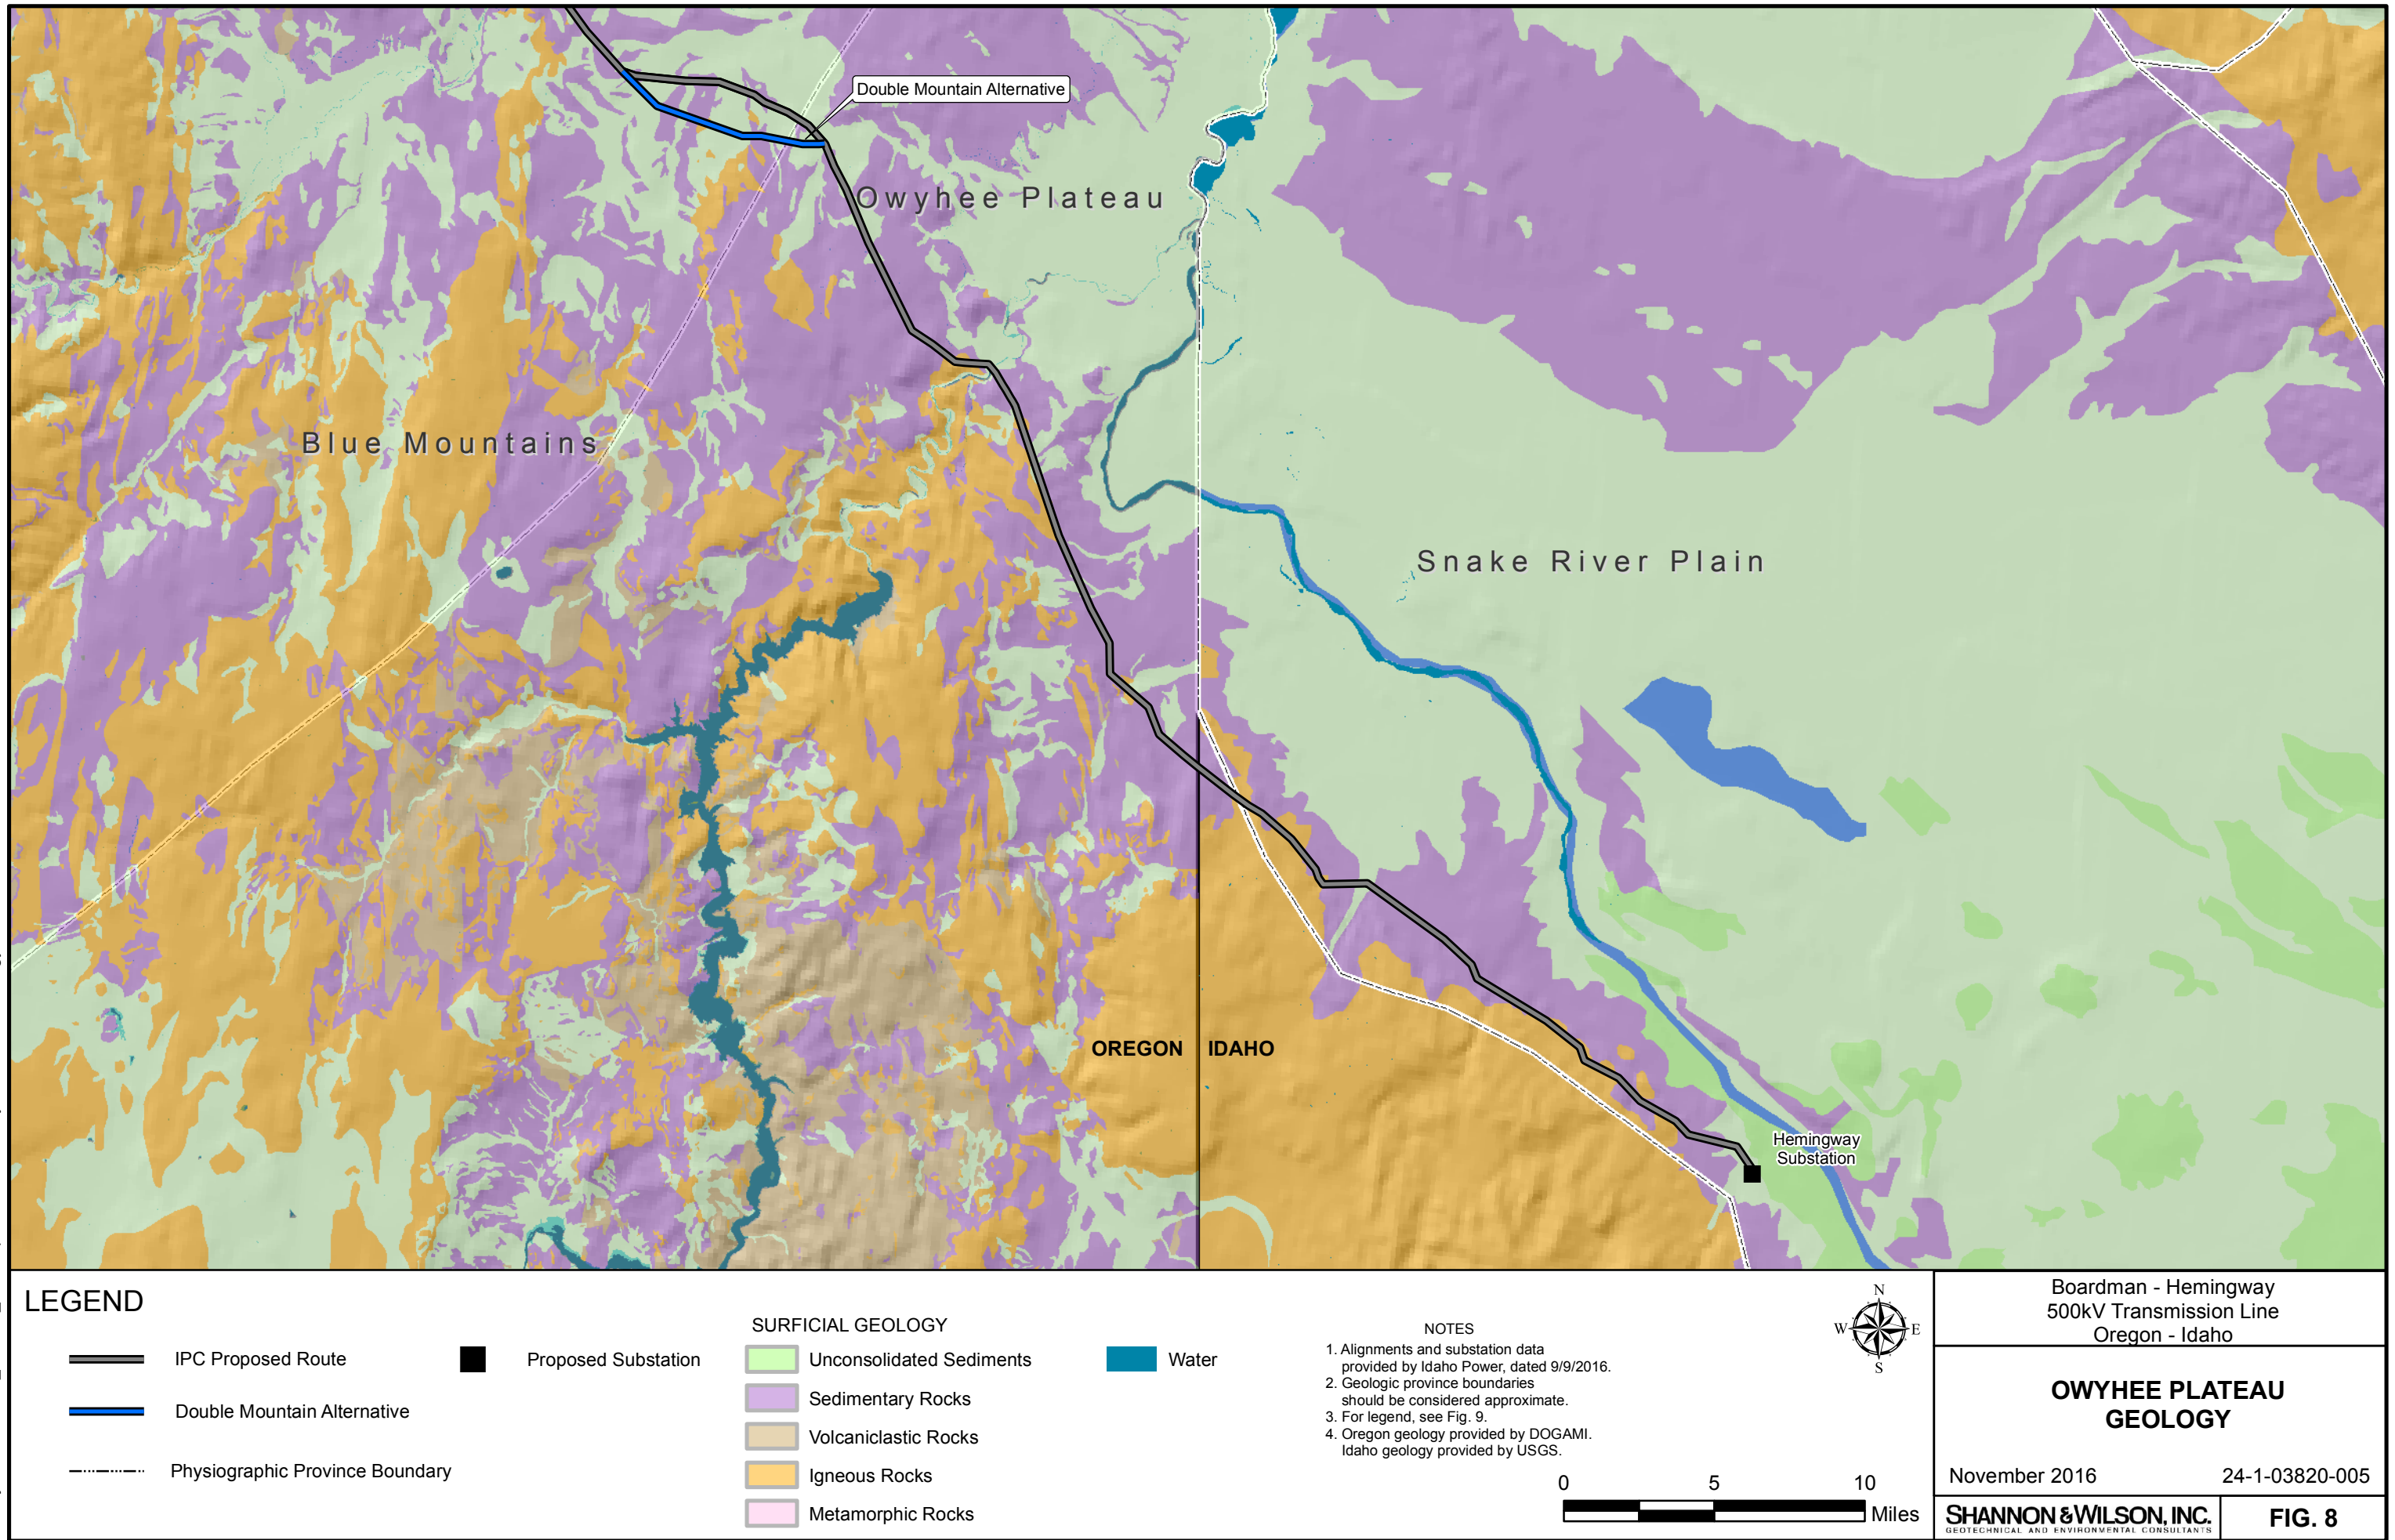 Double Mountain Alternative
Owyhee Plateau
Blue Mountains
Snake River Plain
OREGON IDAHO
Hemingway
Substation
LEGEND
IPC Proposed Route
Double Mountain Alternative
Physiographic Province Boundary
Proposed Substation
SURFICIAL GEOLOGY
Unconsolidated Sediments
Sedimentary Rocks
Volcaniclastic Rocks
Igneous Rocks
Metamorphic Rocks
Water
NOTES
1. Alignments and substation data
provided by Idaho Power, dated 9/9/2016.
2. Geologic province boundaries
should be considered approximate.
3. For legend, see Fig. 9.
4. Oregon geology provided by DOGAMI.
Idaho geology provided by USGS.
N
W E
S
0 5 10
Miles
Boardman - Hemingway
500kV Transmission Line
Oregon - Idaho
OWYHEE PLATEAU
GEOLOGY
November 2016 24-1-03820-005
SHANNON & WILSON, INC.
GEOTECHNICAL AND ENVIRONMENTAL CONSULTANTS
FIG. 8